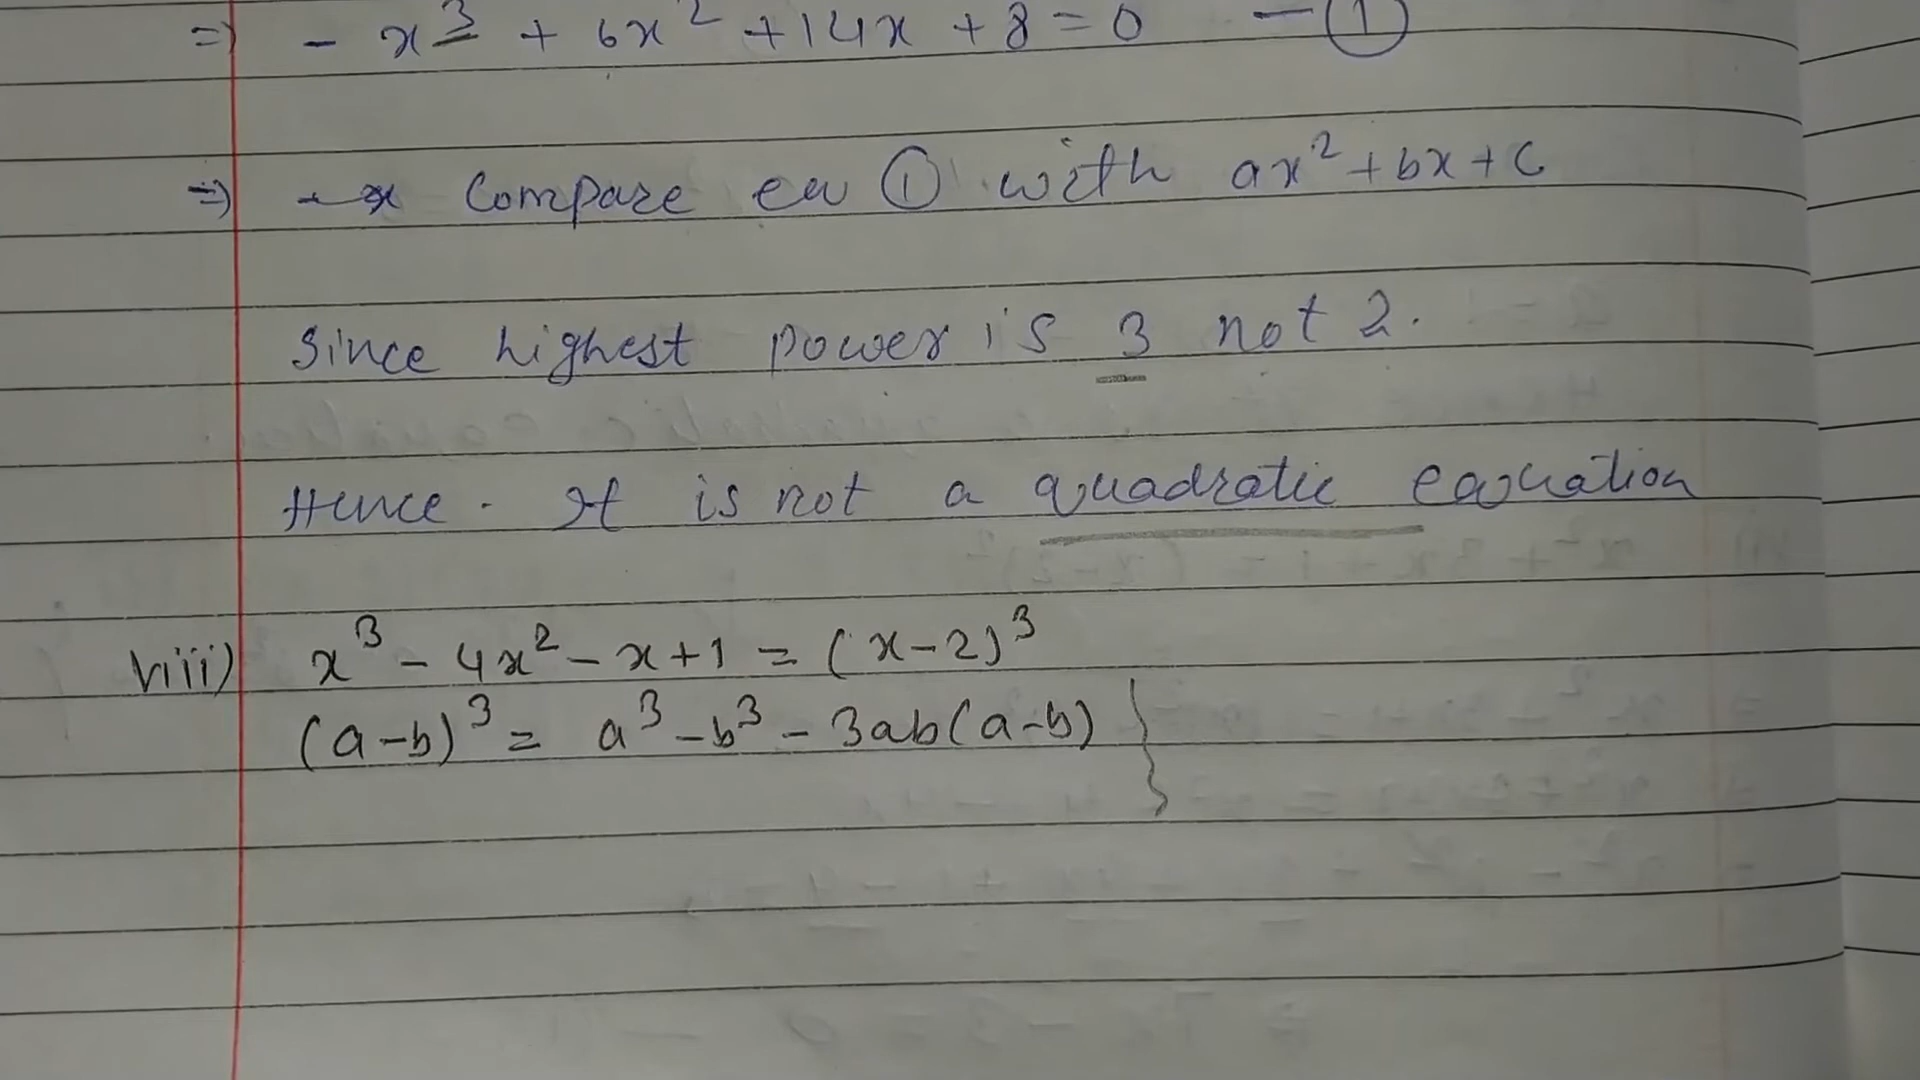 =) - x³ + 6x² + 14x + 8 = 0 — ①
=) Compare eq ① with ax² + bx + c
Since highest power is 3 not 2.
Hence. It is not a quadratic equation
viii) x³ - 4x² - x + 1 = (x-2)³
(a-b)³ = a³ - b³ - 3ab(a-b) }